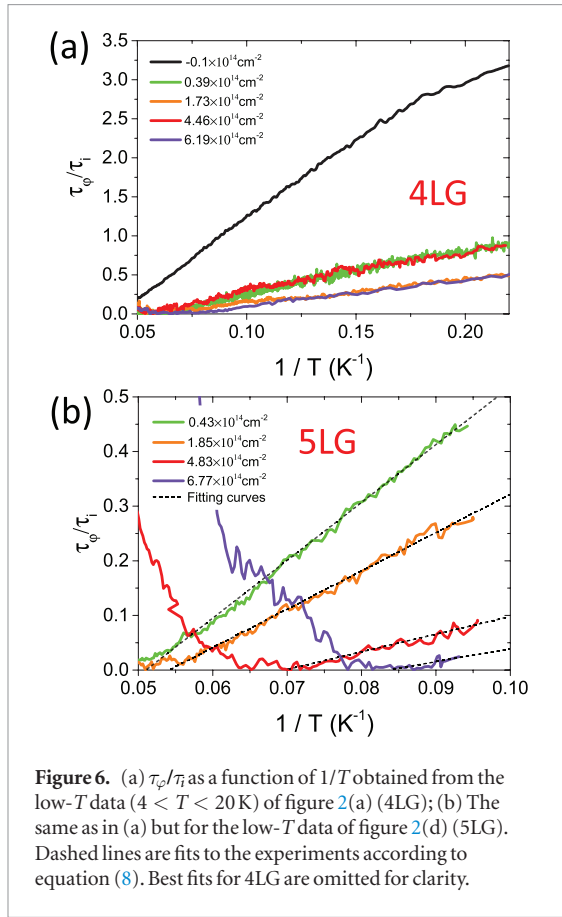 (a)
3.5
3.0
2.5
2.0
1.5
1.0
0.5
0.0
τφ/τi
-0.1×10¹⁴cm⁻²
0.39×10¹⁴cm⁻²
1.73×10¹⁴cm⁻²
4.46×10¹⁴cm⁻²
6.19×10¹⁴cm⁻²
4LG
0.05 0.10 0.15 0.20
1 / T (K⁻¹)
(b)
0.5
0.4
0.3
0.2
0.1
0.0
τφ/τi
0.43×10¹⁴cm⁻²
1.85×10¹⁴cm⁻²
4.83×10¹⁴cm⁻²
6.77×10¹⁴cm⁻²
Fitting curves
5LG
0.05 0.06 0.07 0.08 0.09 0.10
1 / T (K⁻¹)
Figure 6. (a) τφ/τi as a function of 1/T obtained from the
low-T data (4 < T < 20 K) of figure 2(a) (4LG); (b) The
same as in (a) but for the low-T data of figure 2(d) (5LG).
Dashed lines are fits to the experiments according to
equation (8). Best fits for 4LG are omitted for clarity.